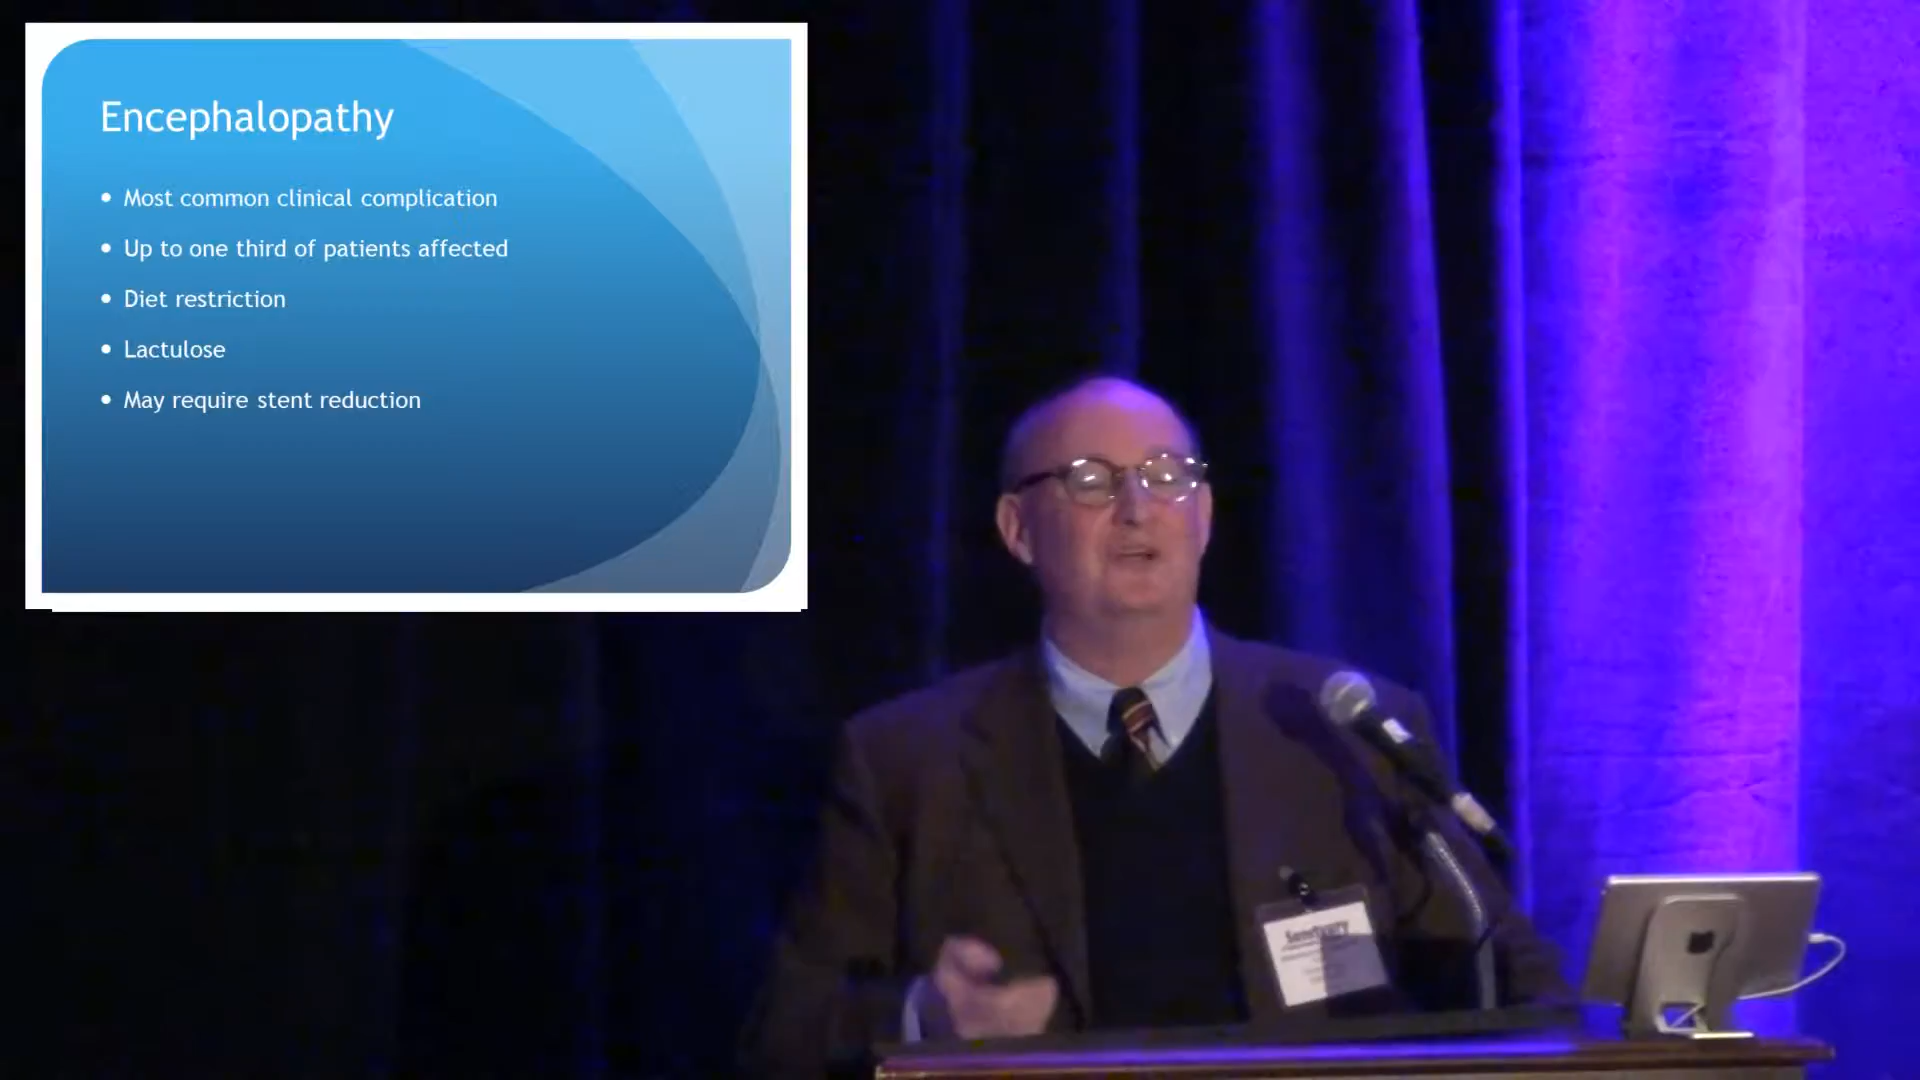 Encephalopathy
• Most common clinical complication
• Up to one third of patients affected
• Diet restriction
• Lactulose
• May require stent reduction